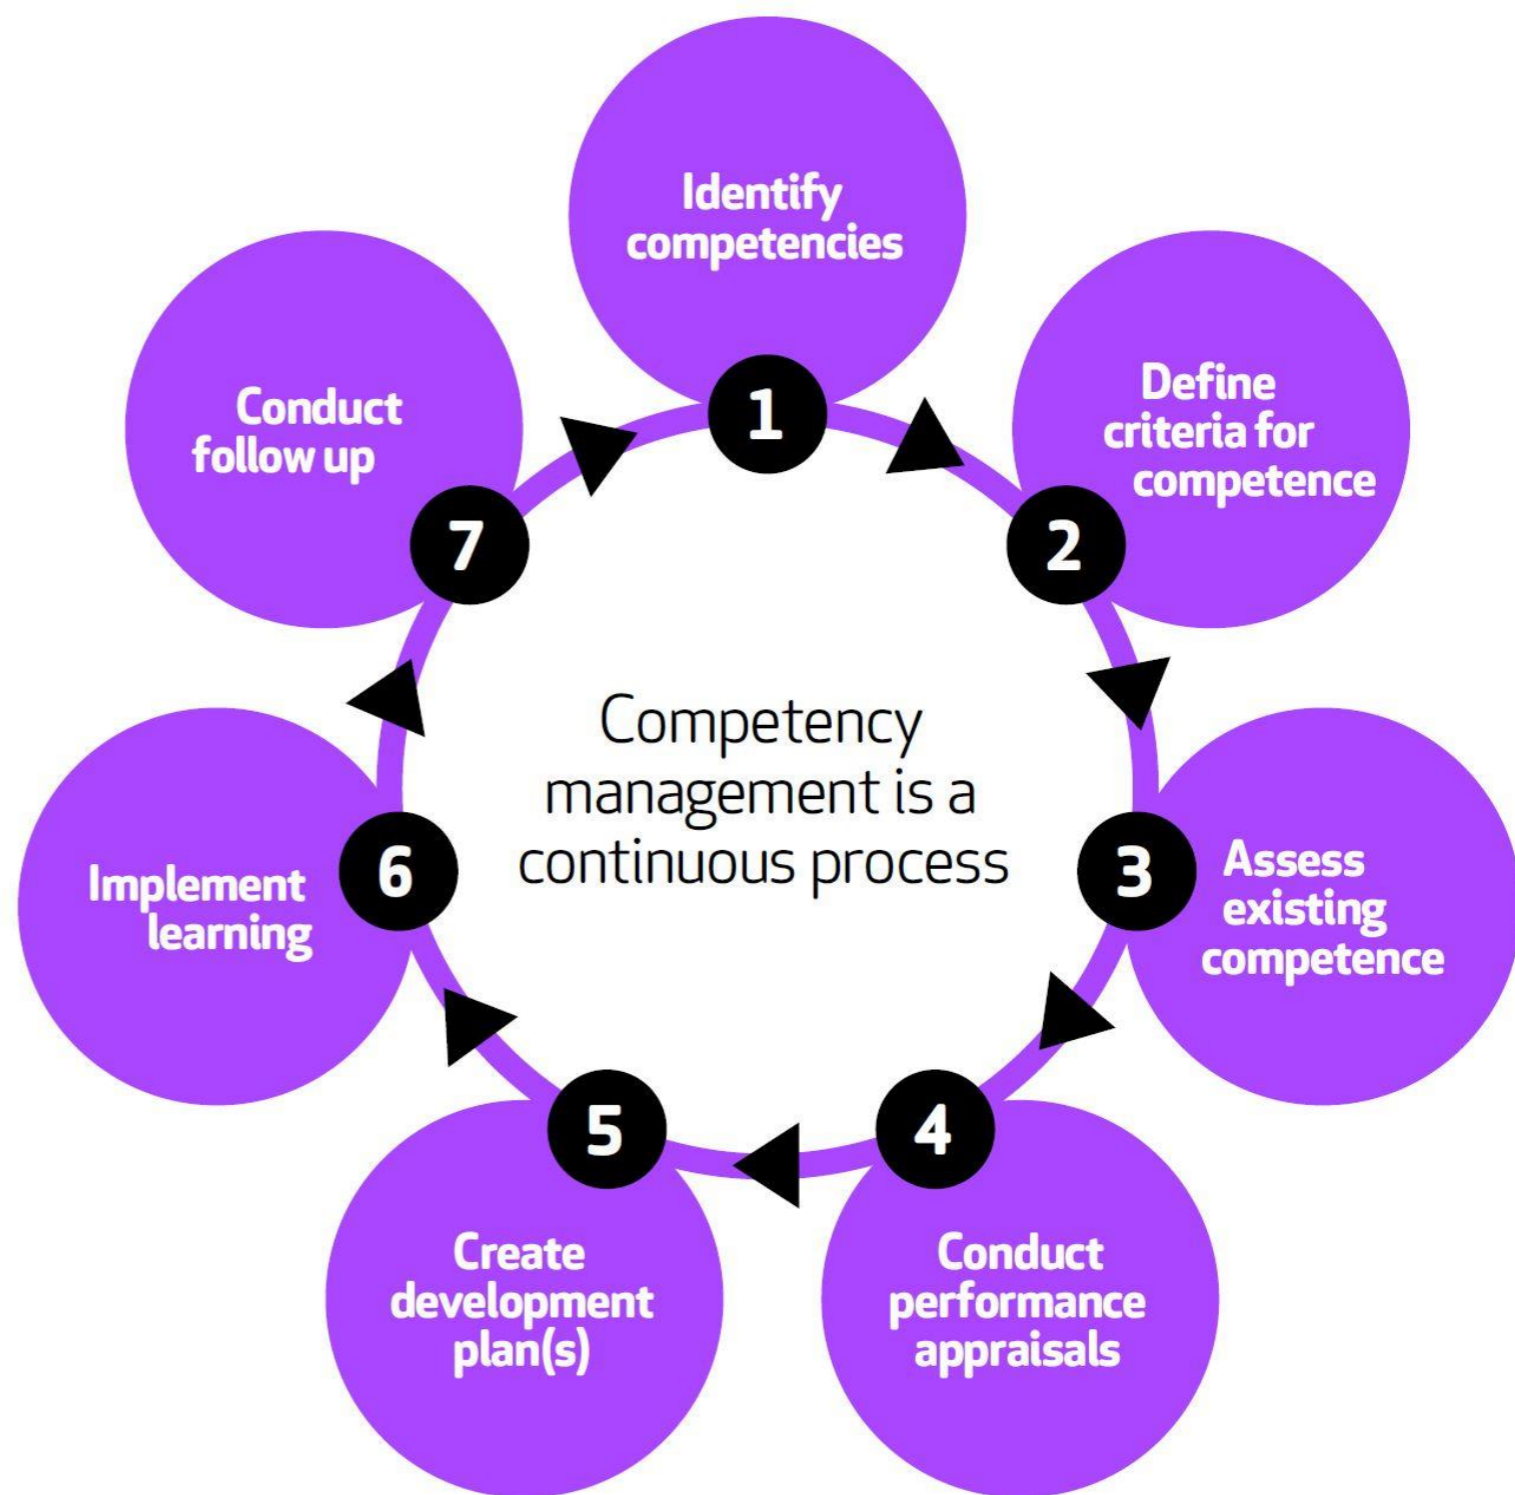 Identify
competencies
1
Define
criteria for
competence
2
Assess
existing
competence
3
Conduct
performance
appraisals
4
Create
development
plan(s)
5
Implement
learning
6
Conduct
follow up
7
Competency
management is a
continuous process